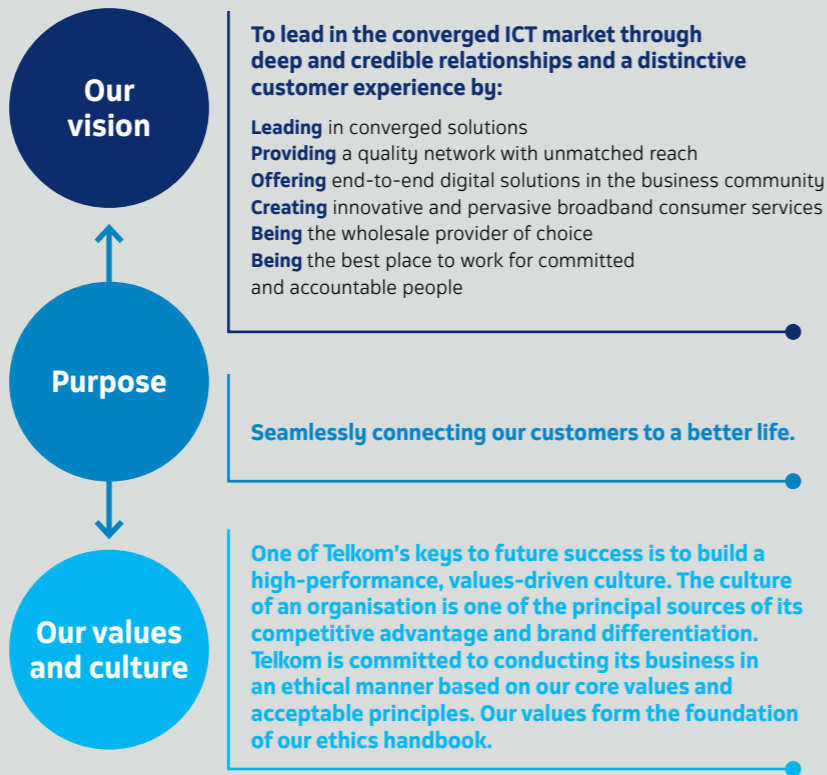 Our
vision
To lead in the converged ICT market through
deep and credible relationships and a distinctive
customer experience by:
Leading in converged solutions
Providing a quality network with unmatched reach
Offering end-to-end digital solutions in the business community
Creating innovative and pervasive broadband consumer services
Being the wholesale provider of choice
Being the best place to work for committed
and accountable people
Purpose
Seamlessly connecting our customers to a better life.
Our values
and culture
One of Telkom's keys to future success is to build a
high-performance, values-driven culture. The culture
of an organisation is one of the principal sources of its
competitive advantage and brand differentiation.
Telkom is committed to conducting its business in
an ethical manner based on our core values and
acceptable principles. Our values form the foundation
of our ethics handbook.